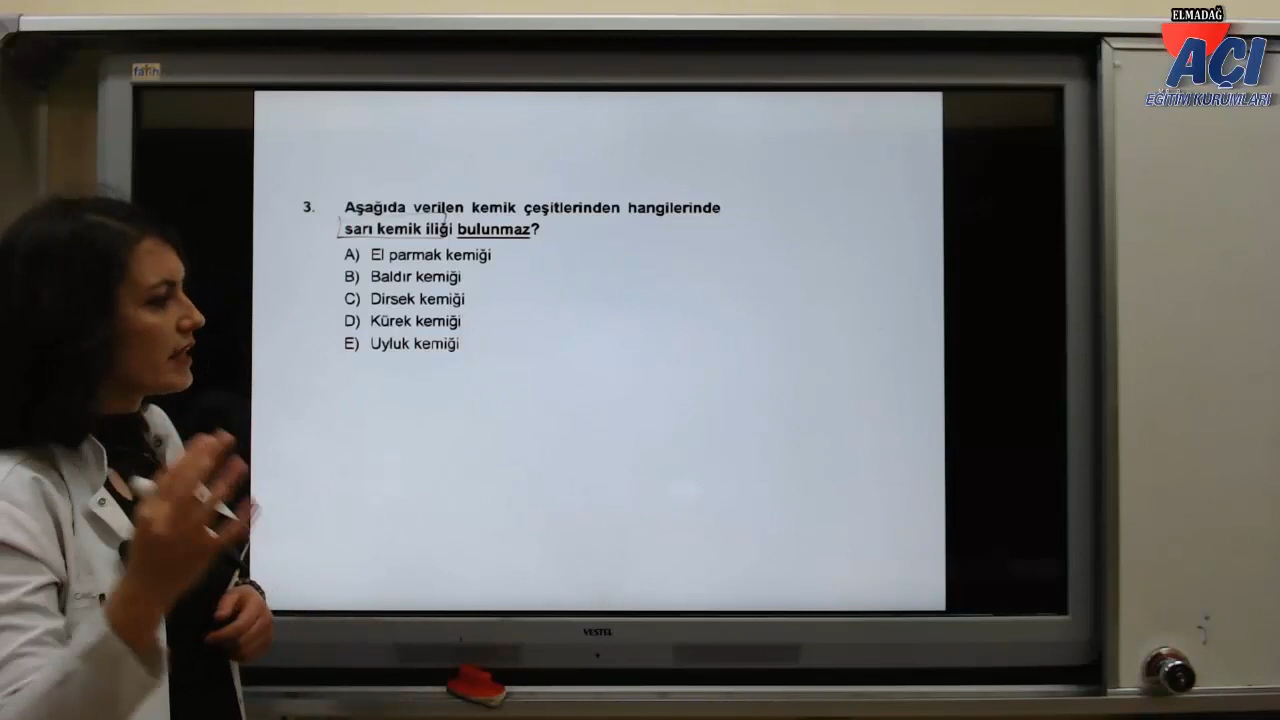 ELMADAĞ
AÇI
EĞİTİM KURUMLARI
fatih
3. Aşağıda verilen kemik çeşitlerinden hangilerinde
sarı kemik iliği bulunmaz?
A) El parmak kemiği
B) Baldır kemiği
C) Dirsek kemiği
D) Kürek kemiği
E) Uyluk kemiği
VESTEL